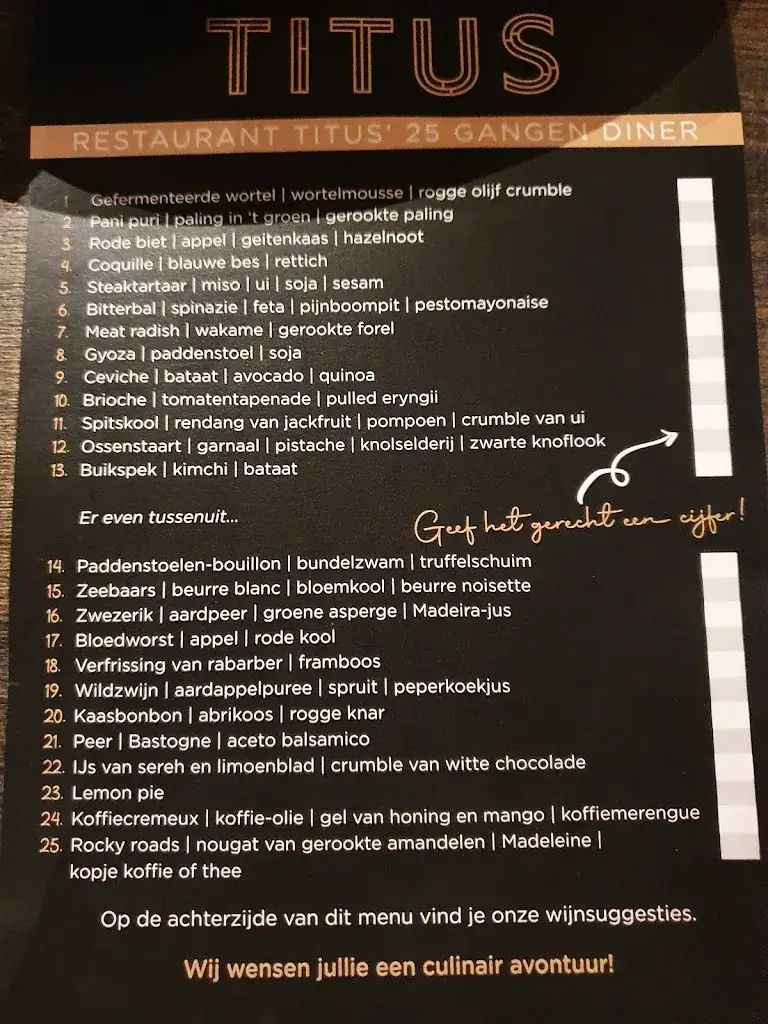 TITUS
RESTAURANT TITUS' 25 GANGEN DINER
1 Gefermenteerde wortel | wortelmousse | rogge olijf crumble
2. Pani puri | paling in 't groen | gerookte paling
3. Rode biet | appel | geitenkaas | hazelnoot
4. Coquille | blauwe bes | rettich
5. Steaktartaar | miso | ui | soja | sesam
6. Bitterbal | spinazie | feta | pijnboompit | pestomayonaise
7. Meat radish | wakame | gerookte forel
8. Gyoza | paddenstoel | soja
9. Ceviche | bataat | avocado | quinoa
10. Brioche | tomatentapenade | pulled eryngii
11. Spitskool | rendang van jackfruit | pompoen | crumble van ui
12. Ossenstaart | garnaal | pistache | knolselderij | zwarte knoflook
13. Buikspek | kimchi | bataat
Er even tussenuit...
Geef het gerecht een cijfer!
14. Paddenstoelen-bouillon | bundelzwam | truffelschuim
15. Zeebaars | beurre blanc | bloemkool | beurre noisette
16. Zwezerik | aardpeer | groene asperge | Madeira-jus
17. Bloedworst | appel | rode kool
18. Verfrissing van rabarber | framboos
19. Wildzwijn | aardappelpuree | spruit | peperkoekjus
20. Kaasbonbon | abrikoos | rogge knar
21. Peer | Bastogne | aceto balsamico
22. IJs van sereh en limoenblad | crumble van witte chocolade
23. Lemon pie
24. Koffiecremeux | koffie-olie | gel van honing en mango | koffiemerengue
25. Rocky roads | nougat van gerookte amandelen | Madeleine |
kopje koffie of thee
Op de achterzijde van dit menu vind je onze wijnsuggesties.
Wij wensen jullie een culinair avontuur!